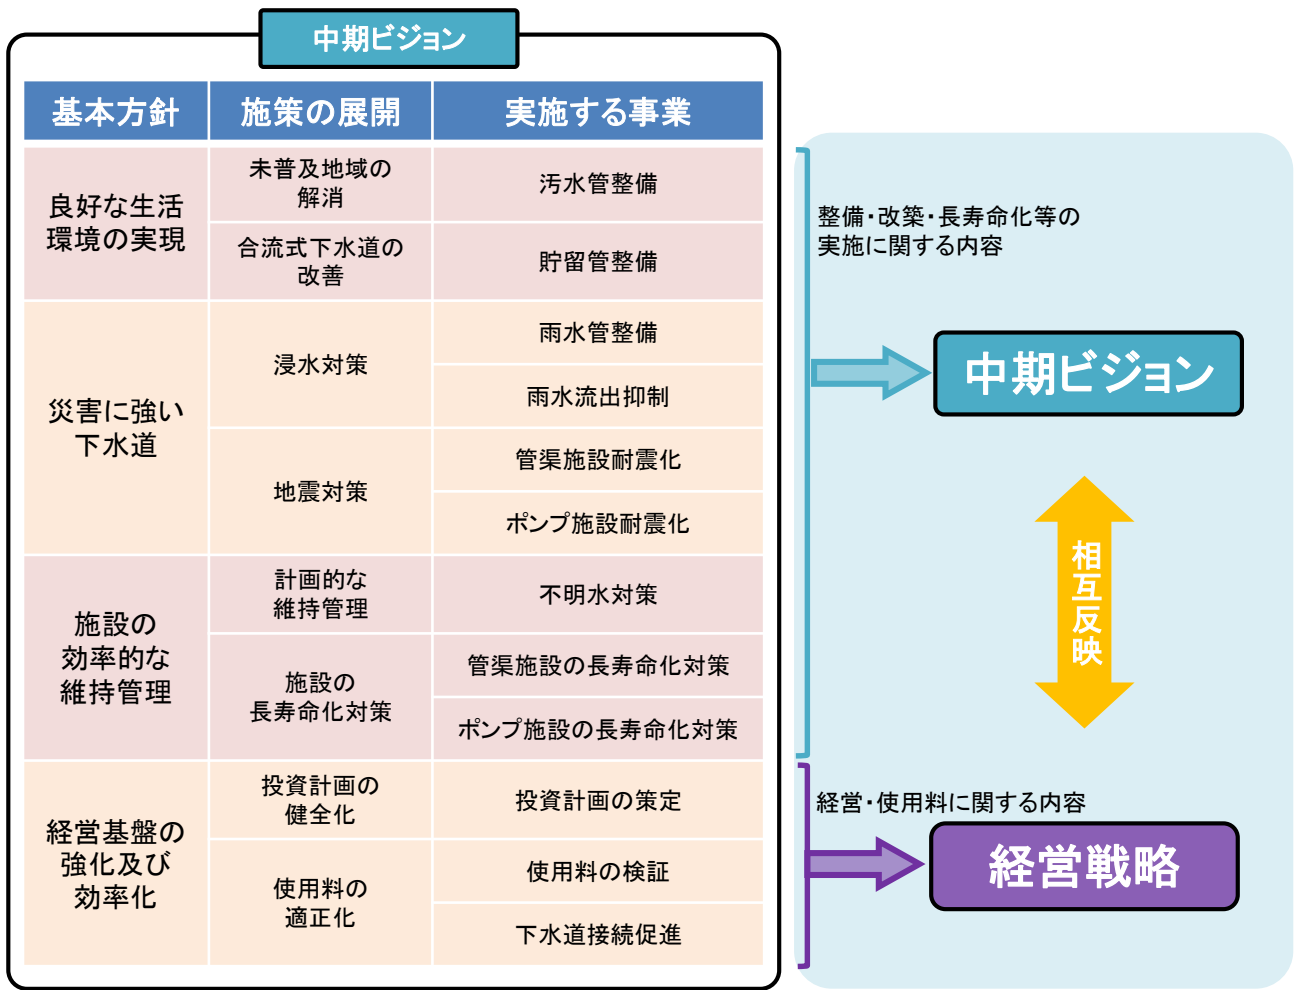 中期ビジョン
基本方針
施策の展開
実施する事業
良好な生活
環境の実現
未普及地域の
解消
汚水管整備
合流式下水道の
改善
貯留管整備
災害に強い
下水道
浸水対策
雨水管整備
雨水流出抑制
地震対策
管渠施設耐震化
ポンプ施設耐震化
施設の
効率的な
維持管理
計画的な
維持管理
不明水対策
施設の
長寿命化対策
管渠施設の長寿命化対策
ポンプ施設の長寿命化対策
経営基盤の
強化及び
効率化
投資計画の
健全化
投資計画の策定
使用料の
適正化
使用料の検証
下水道接続促進
整備・改築・長寿命化等の
実施に関する内容
中期ビジョン
相互反映
経営・使用料に関する内容
経営戦略